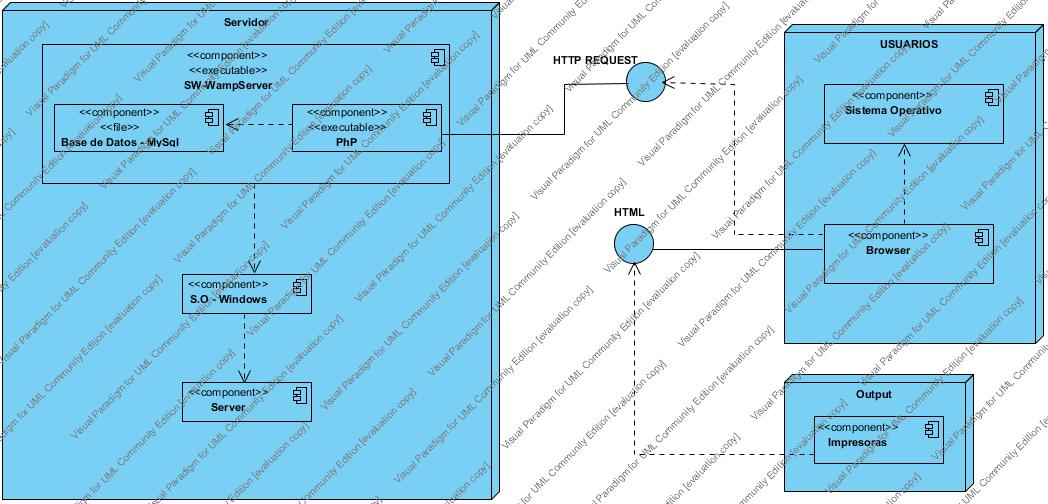 Servidor
<<component>>
<<executable>>
SW-WampServer
<<component>>
<<file>>
Base de Datos - MySql
<<component>>
<<executable>>
PhP
<<component>>
S.O - Windows
<<component>>
Server
HTTP REQUEST
HTML
USUARIOS
<<component>>
Sistema Operativo
<<component>>
Browser
Output
<<component>>
Impresoras
Visual Paradigm for UML Community Edition [evaluation copy]